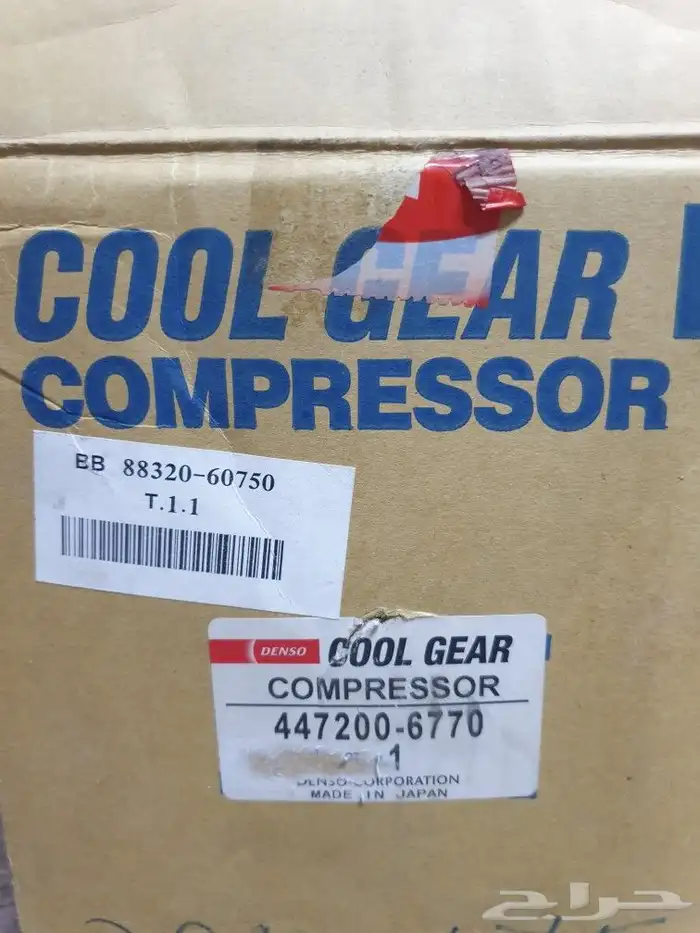 COOL GEAR
COMPRESSOR
BB 88320-60750
T.1.1
DENSO COOL GEAR
COMPRESSOR
447200-6770
1
DENSO CORPORATION
MADE IN JAPAN
حراج